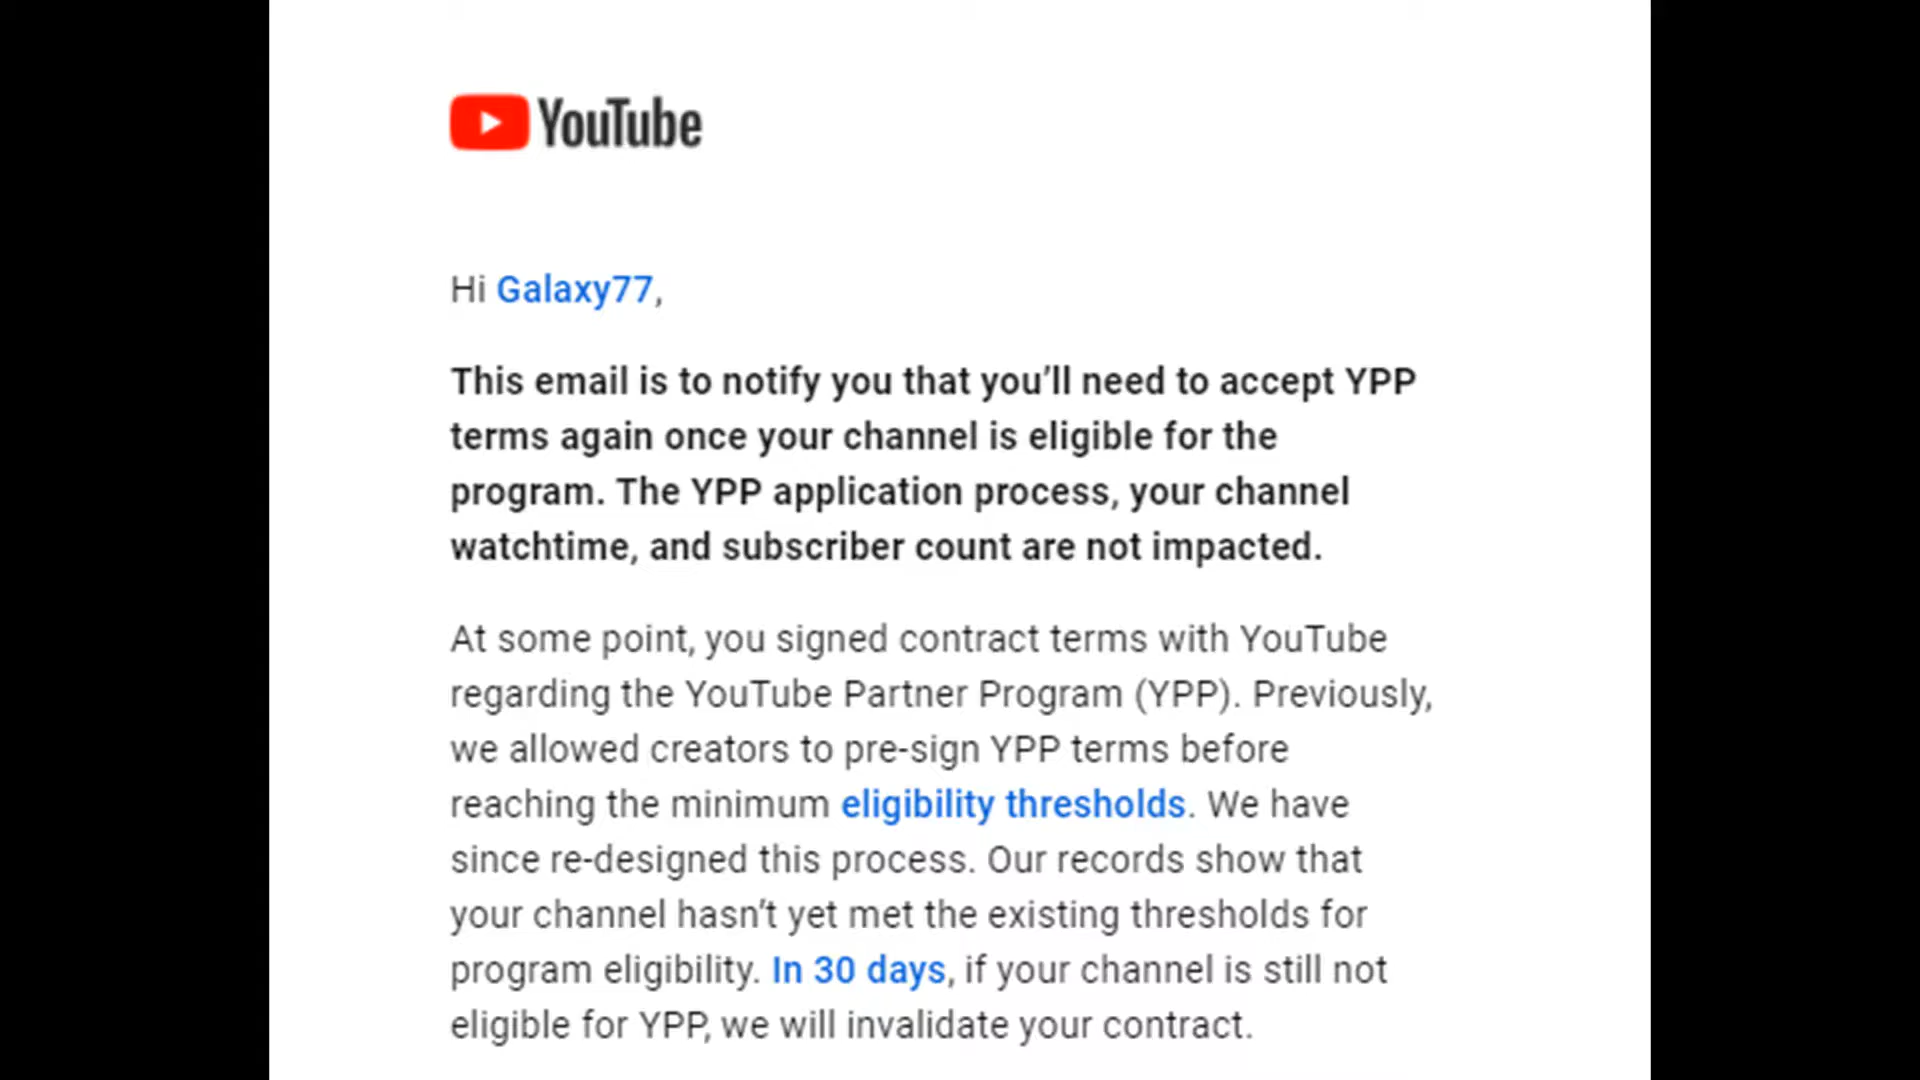 YouTube
Hi Galaxy77,
This email is to notify you that you’ll need to accept YPP
terms again once your channel is eligible for the
program. The YPP application process, your channel
watchtime, and subscriber count are not impacted.
At some point, you signed contract terms with YouTube
regarding the YouTube Partner Program (YPP). Previously,
we allowed creators to pre-sign YPP terms before
reaching the minimum eligibility thresholds. We have
since re-designed this process. Our records show that
your channel hasn’t yet met the existing thresholds for
program eligibility. In 30 days, if your channel is still not
eligible for YPP, we will invalidate your contract.